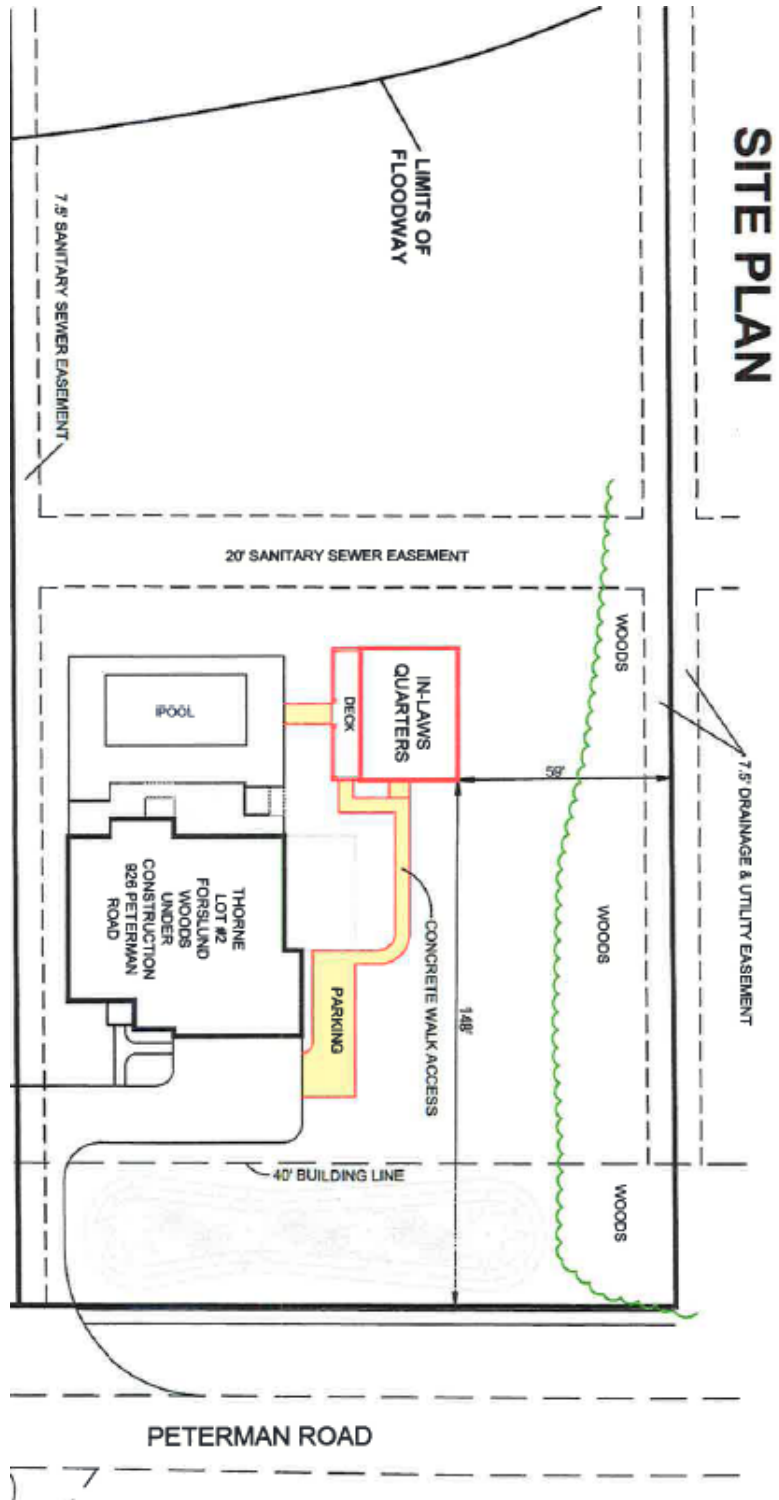 SITE PLAN
LIMITS OF
FLOODWAY
7.5' SANITARY SEWER EASEMENT
20' SANITARY SEWER EASEMENT
WOODS
IN-LAWS
QUARTERS
DECK
POOL
59'
7.5' DRAINAGE & UTILITY EASEMENT
WOODS
THORNE
LOT #2
FORSLUND
WOODS
UNDER
CONSTRUCTION
926 PETERMAN
ROAD
CONCRETE WALK ACCESS
PARKING
148'
40' BUILDING LINE
WOODS
PETERMAN ROAD